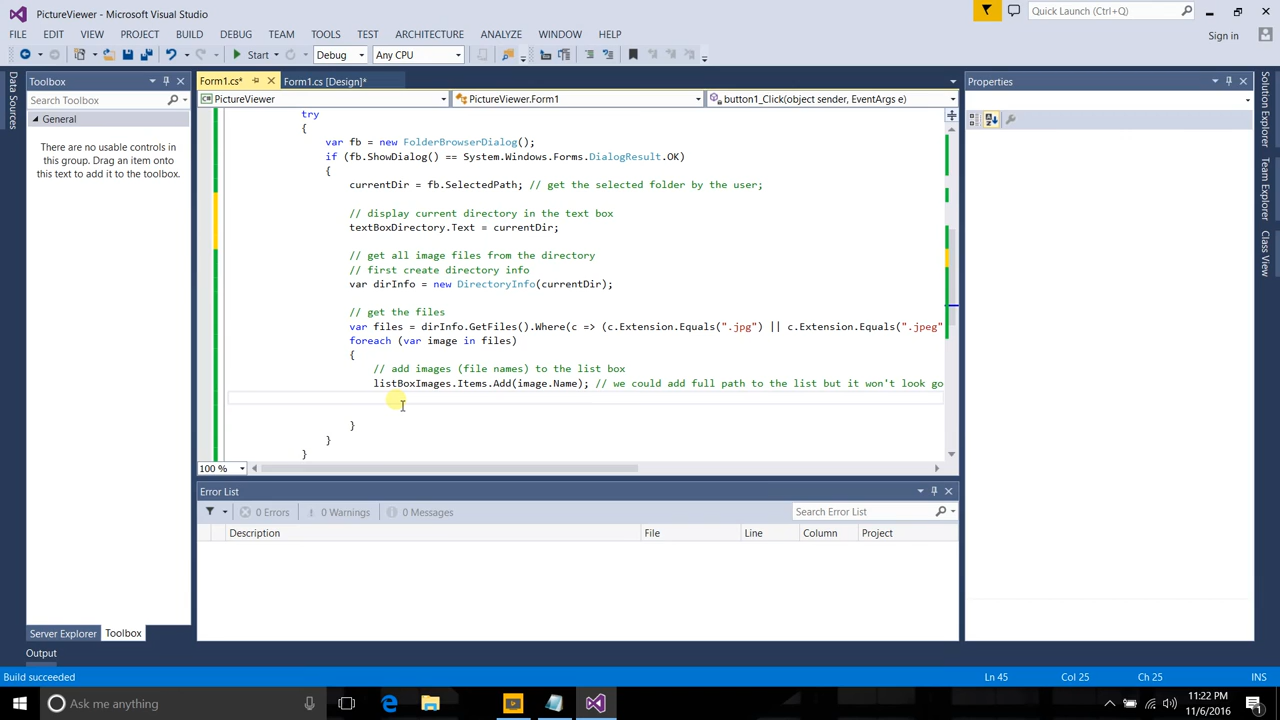 PictureViewer - Microsoft Visual Studio
Quick Launch (Ctrl+Q)
FILE EDIT VIEW PROJECT BUILD DEBUG TEAM TOOLS TEST ARCHITECTURE ANALYZE WINDOW HELP
Sign in
Start Debug Any CPU
Data Sources
Toolbox
Search Toolbox
General
There are no usable controls in
this group. Drag an item onto
this text to add it to the toolbox.
Server Explorer Toolbox
Form1.cs* Form1.cs [Design]*
PictureViewer PictureViewer.Form1 button1_Click(object sender, EventArgs e)
try
{
var fb = new FolderBrowserDialog();
if (fb.ShowDialog() == System.Windows.Forms.DialogResult.OK)
{
currentDir = fb.SelectedPath; // get the selected folder by the user;
// display current directory in the text box
textBoxDirectory.Text = currentDir;
// get all image files from the directory
// first create directory info
var dirInfo = new DirectoryInfo(currentDir);
// get the files
var files = dirInfo.GetFiles().Where(c => (c.Extension.Equals(".jpg") || c.Extension.Equals(".jpeg"
foreach (var image in files)
{
// add images (file names) to the list box
listBoxImages.Items.Add(image.Name); // we could add full path to the list but it won't look go
}
}
}
100 %
Error List
0 Errors 0 Warnings 0 Messages
Search Error List
Description File Line Column Project
Properties
Solution Explorer
Team Explorer
Class View
Output
Build succeeded Ln 45 Col 25 Ch 25 INS
Ask me anything
11:22 PM
11/6/2016
1